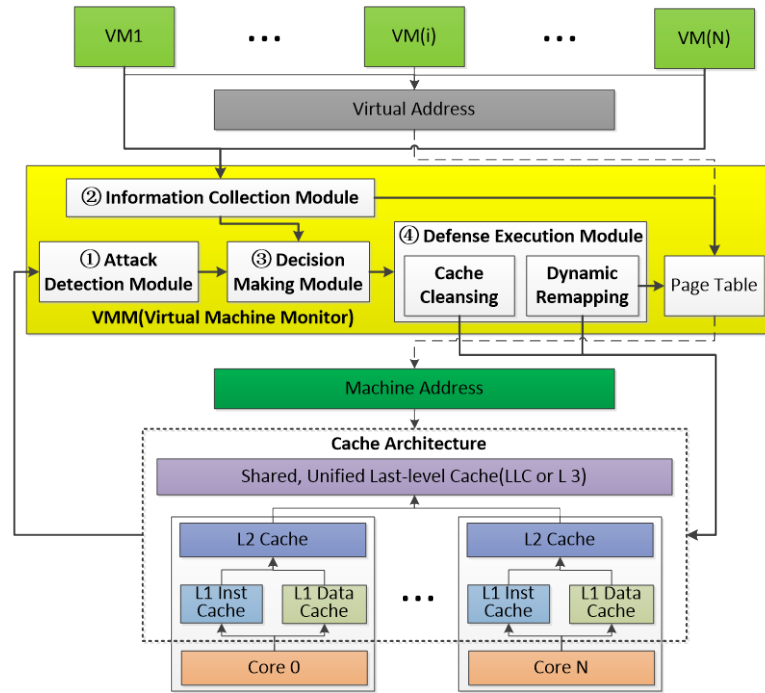 VM1
...
VM(i)
...
VM(N)
Virtual Address
② Information Collection Module
① Attack
Detection Module
③ Decision
Making Module
④ Defense Execution Module
Cache
Cleansing
Dynamic
Remapping
Page Table
VMM(Virtual Machine Monitor)
Machine Address
Cache Architecture
Shared, Unified Last-level Cache(LLC or L 3)
L2 Cache
L2 Cache
L1 Inst
Cache
L1 Data
Cache
...
L1 Inst
Cache
L1 Data
Cache
Core 0
Core N